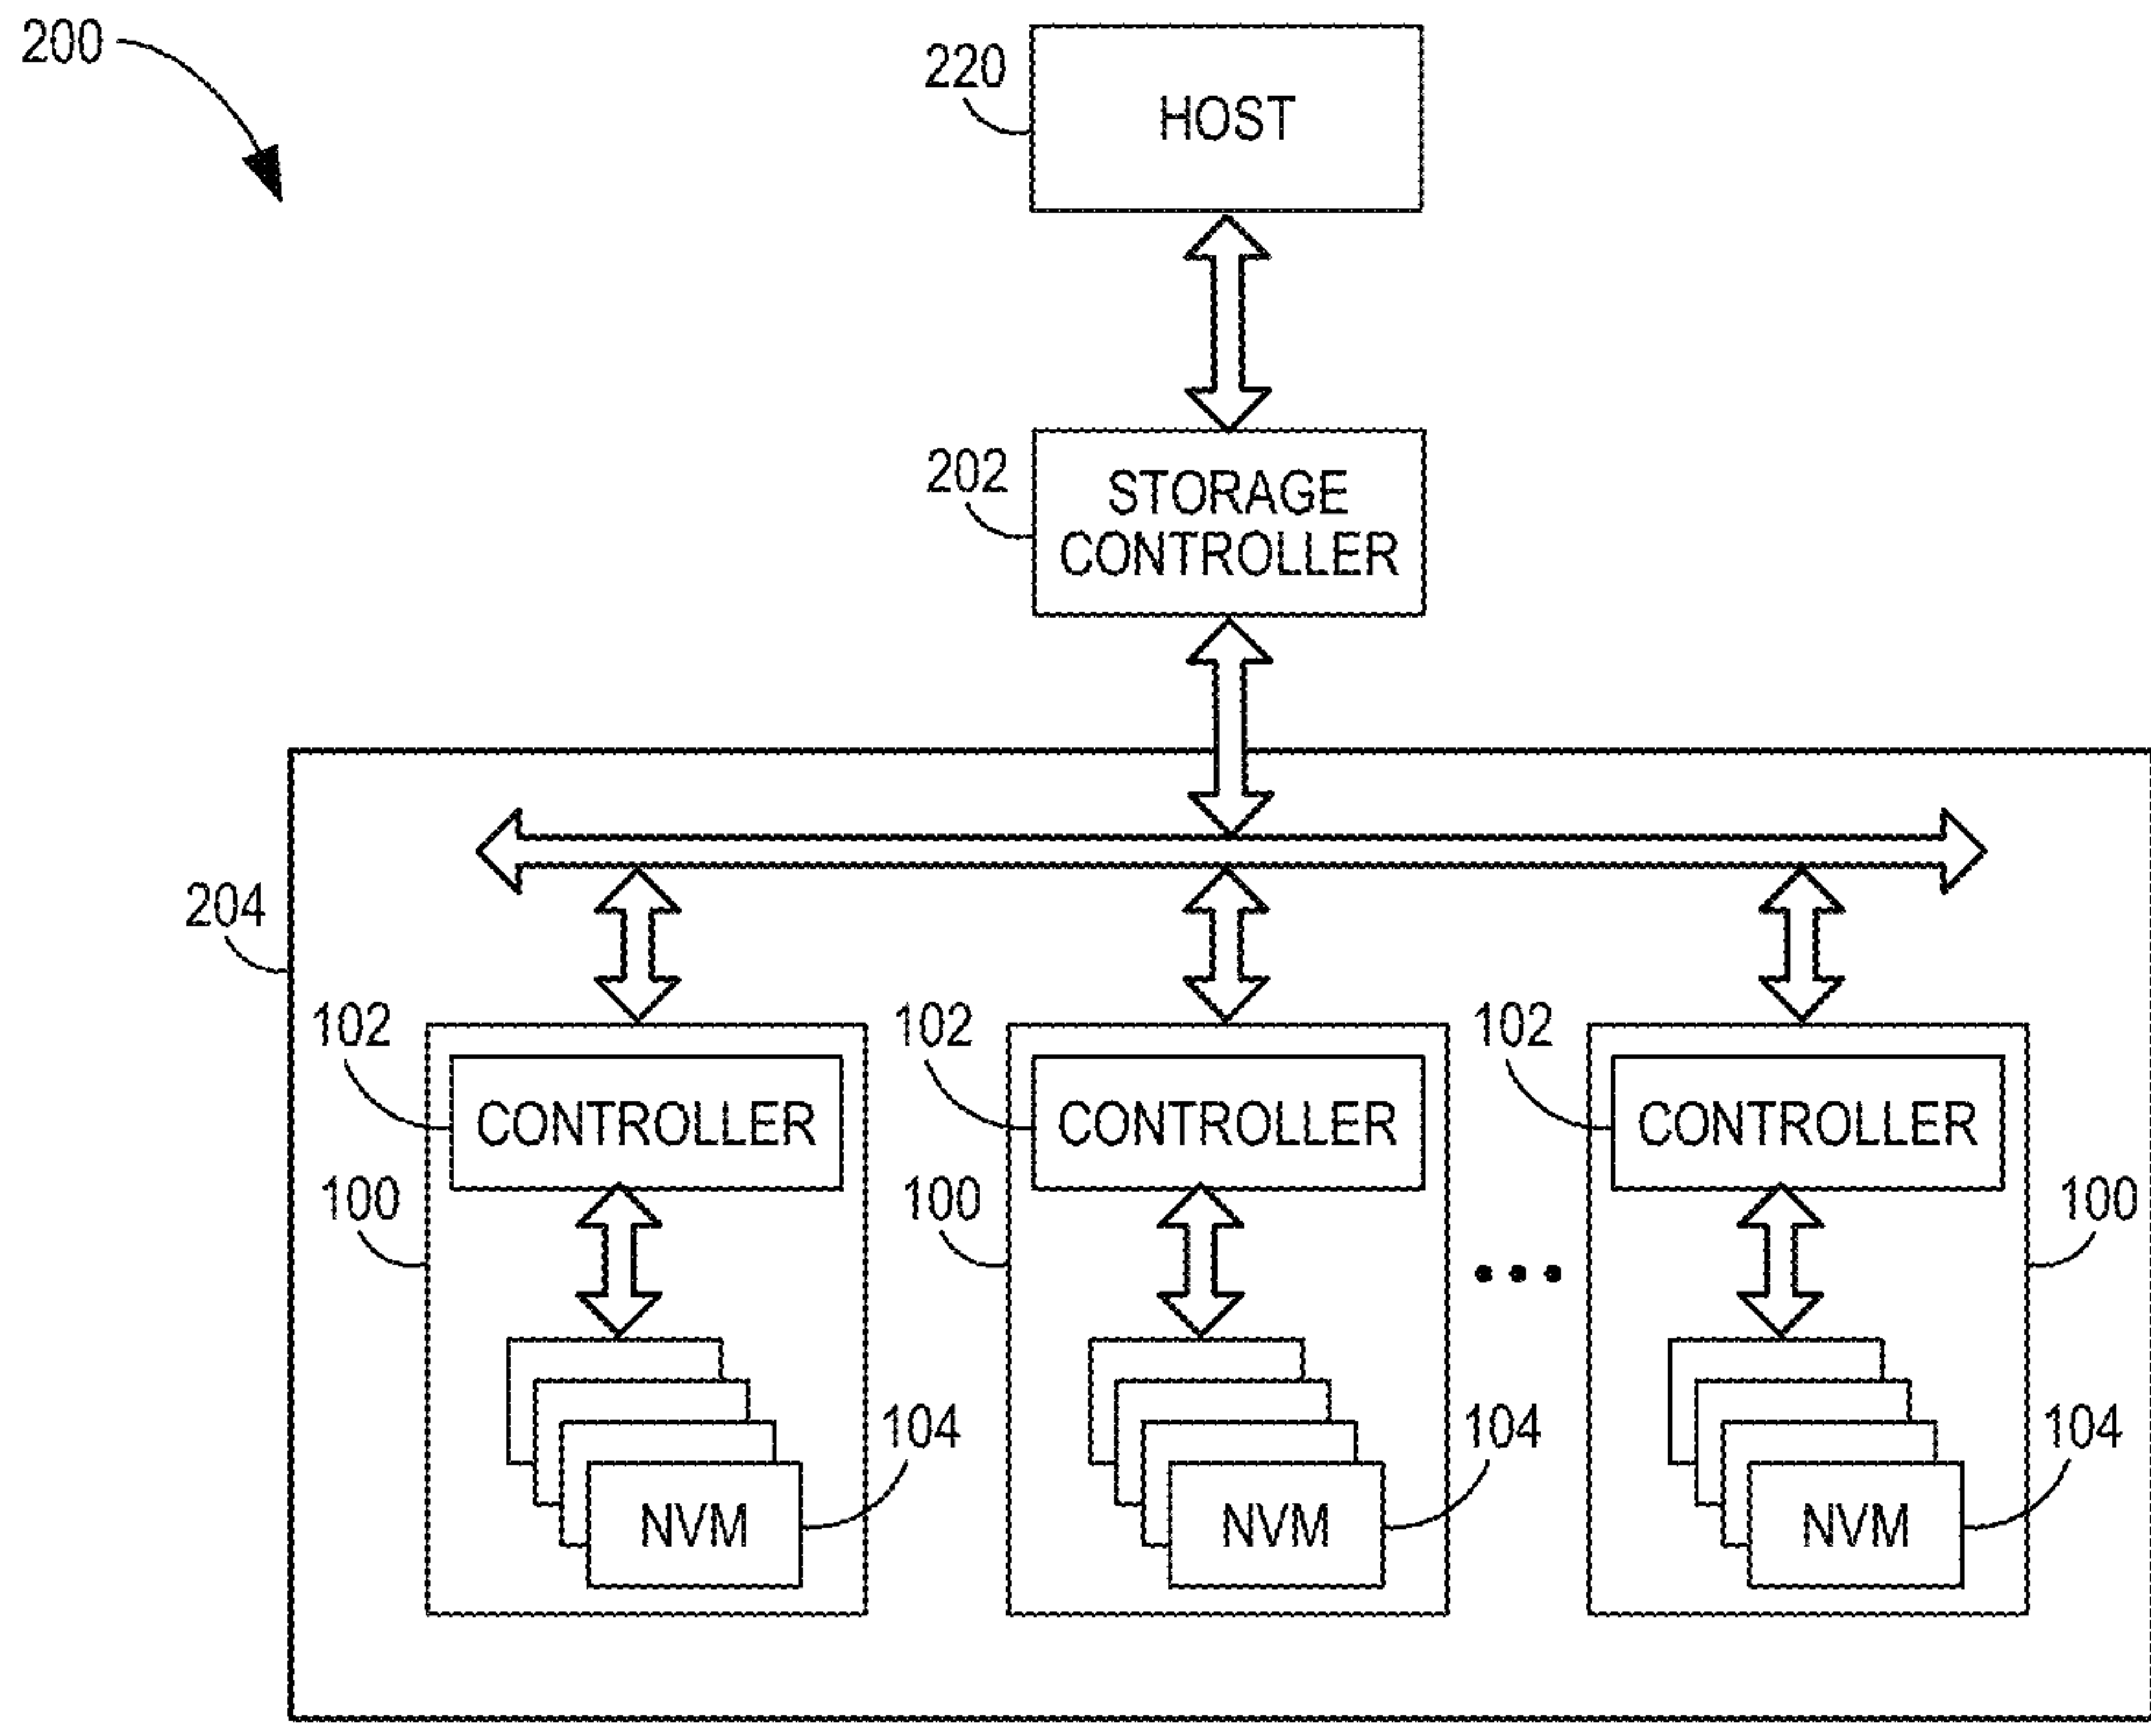 200
220
HOST
202
STORAGE
CONTROLLER
204
102
102
102
CONTROLLER
CONTROLLER
CONTROLLER
100
100
100
104
104
104
NVM
NVM
NVM